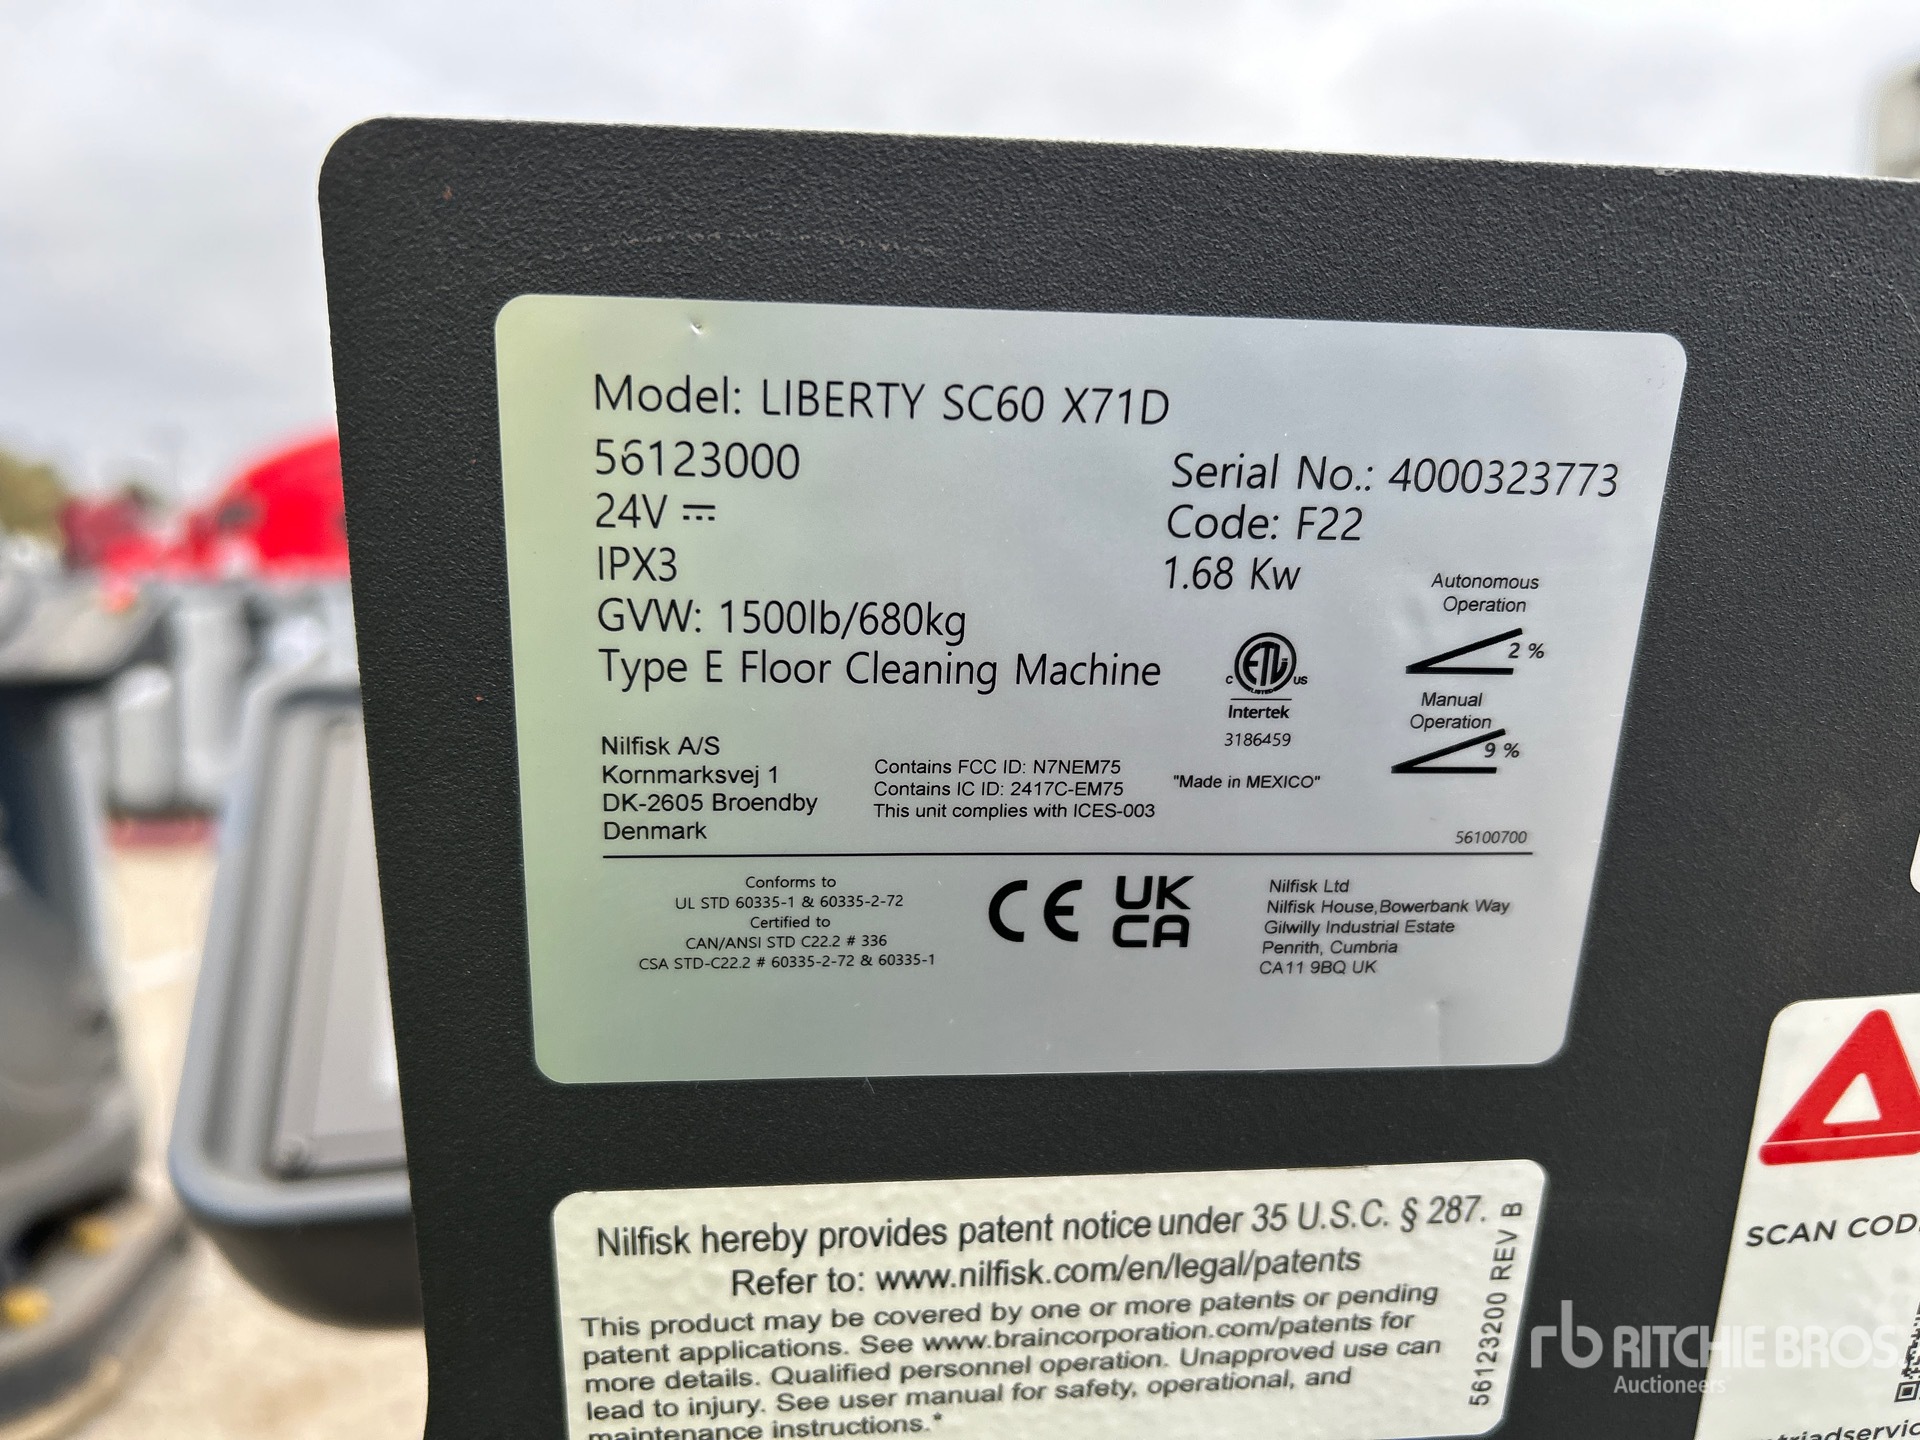 Model: LIBERTY SC60 X71D
56123000
24V
IPX3
GVW: 1500lb/680kg
Type E Floor Cleaning Machine
Serial No.: 4000323773
Code: F22
1.68 Kw
Autonomous
Operation
2 %
Manual
Operation
9 %
C ETL US
LISTED
Intertek
3186459
Nilfisk A/S
Kornmarksvej 1
DK-2605 Broendby
Denmark
Contains FCC ID: N7NEM75
Contains IC ID: 2417C-EM75
This unit complies with ICES-003
"Made in MEXICO"
56100700
Conforms to
UL STD 60335-1 & 60335-2-72
Certified to
CAN/ANSI STD C22.2 # 336
CSA STD-C22.2 # 60335-2-72 & 60335-1
CE
UK
CA
Nilfisk Ltd
Nilfisk House,Bowerbank Way
Gilwilly Industrial Estate
Penrith, Cumbria
CA11 9BQ UK
Nilfisk hereby provides patent notice under 35 U.S.C. § 287.
Refer to: www.nilfisk.com/en/legal/patents
This product may be covered by one or more patents or pending
patent applications. See www.braincorporation.com/patents for
more details. Qualified personnel operation. Unapproved use can
lead to injury. See user manual for safety, operational, and
maintenance instructions.*
56123200 REV B
SCAN COD
rb RITCHIE BROS.
Auctioneers